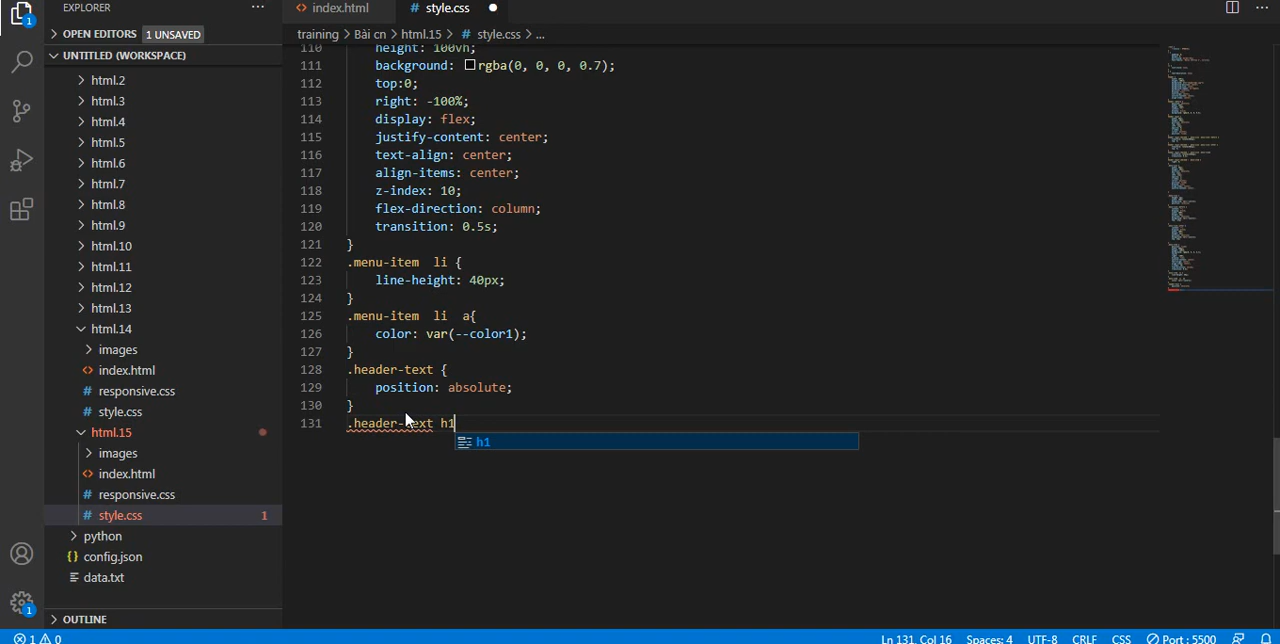 EXPLORER
···
index.html
# style.css ●
···
1
OPEN EDITORS 1 UNSAVED
training > Bài cn > html.15 > # style.css > ...
UNTITLED (WORKSPACE)
html.2
html.3
html.4
html.5
html.6
html.7
html.8
html.9
html.10
html.11
html.12
html.13
html.14
images
<> index.html
# responsive.css
# style.css
html.15
images
<> index.html
# responsive.css
# style.css 1
python
{} config.json
data.txt
OUTLINE
1
110 height: 100vh;
111 background: rgba(0, 0, 0, 0.7);
112 top:0;
113 right: -100%;
114 display: flex;
115 justify-content: center;
116 text-align: center;
117 align-items: center;
118 z-index: 10;
119 flex-direction: column;
120 transition: 0.5s;
121 }
122 .menu-item  li {
123 line-height: 40px;
124 }
125 .menu-item  li  a{
126 color: var(--color1);
127 }
128 .header-text {
129 position: absolute;
130 }
131 .header-text h1
h1
1 0
Ln 131, Col 16
Spaces: 4
UTF-8
CRLF
CSS
Port : 5500